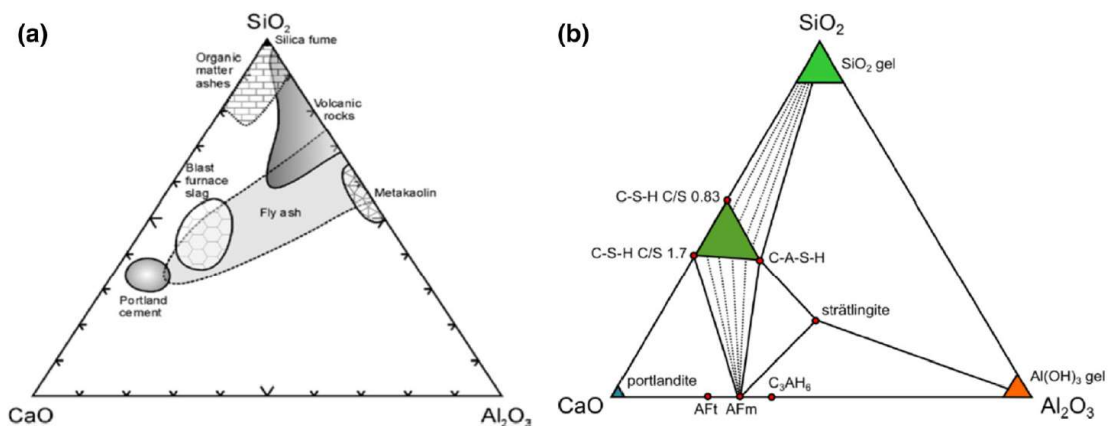 (a)
SiO₂
Silica fume
Organic
matter
ashes
Volcanic
rocks
Blast
furnace
slag
Metakaolin
Fly ash
Portland
cement
CaO
Al₂O₃
(b)
SiO₂
SiO₂ gel
C-S-H C/S 0.83
C-S-H C/S 1.7
C-A-S-H
strätlingite
portlandite
C₃AH₆
Al(OH)₃ gel
CaO
AFt
AFm
Al₂O₃